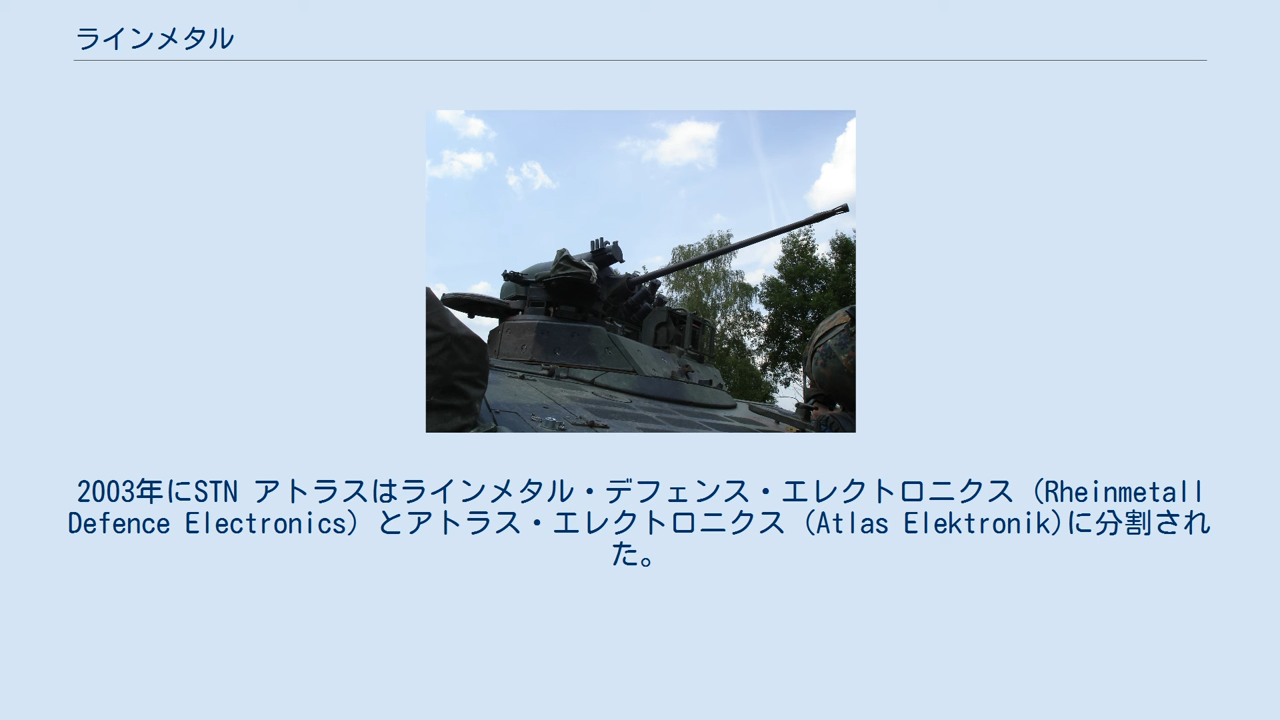 ラインメタル
2003年にSTN アトラスはラインメタル・デフェンス・エレクトロニクス（Rheinmetall
Defence Electronics）とアトラス・エレクトロニクス（Atlas Elektronik)に分割され
た。